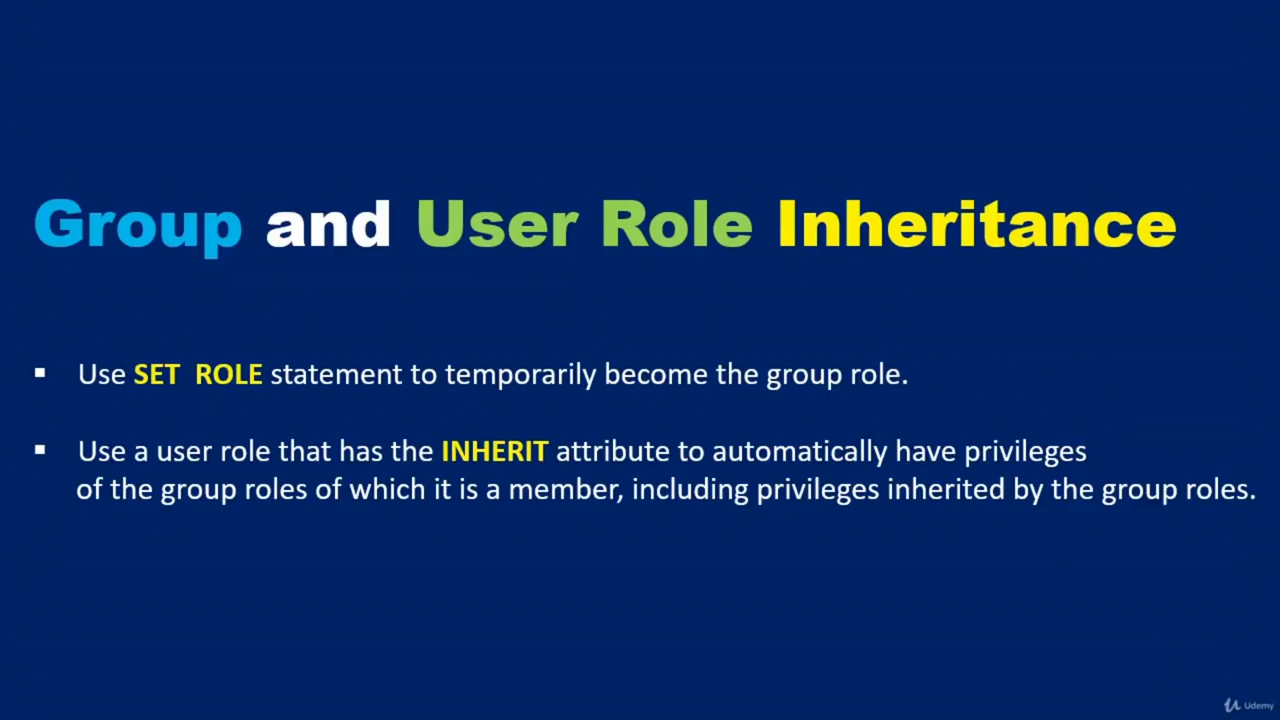 Group and User Role Inheritance
▪ Use SET ROLE statement to temporarily become the group role.
▪ Use a user role that has the INHERIT attribute to automatically have privileges
of the group roles of which it is a member, including privileges inherited by the group roles.
Udemy